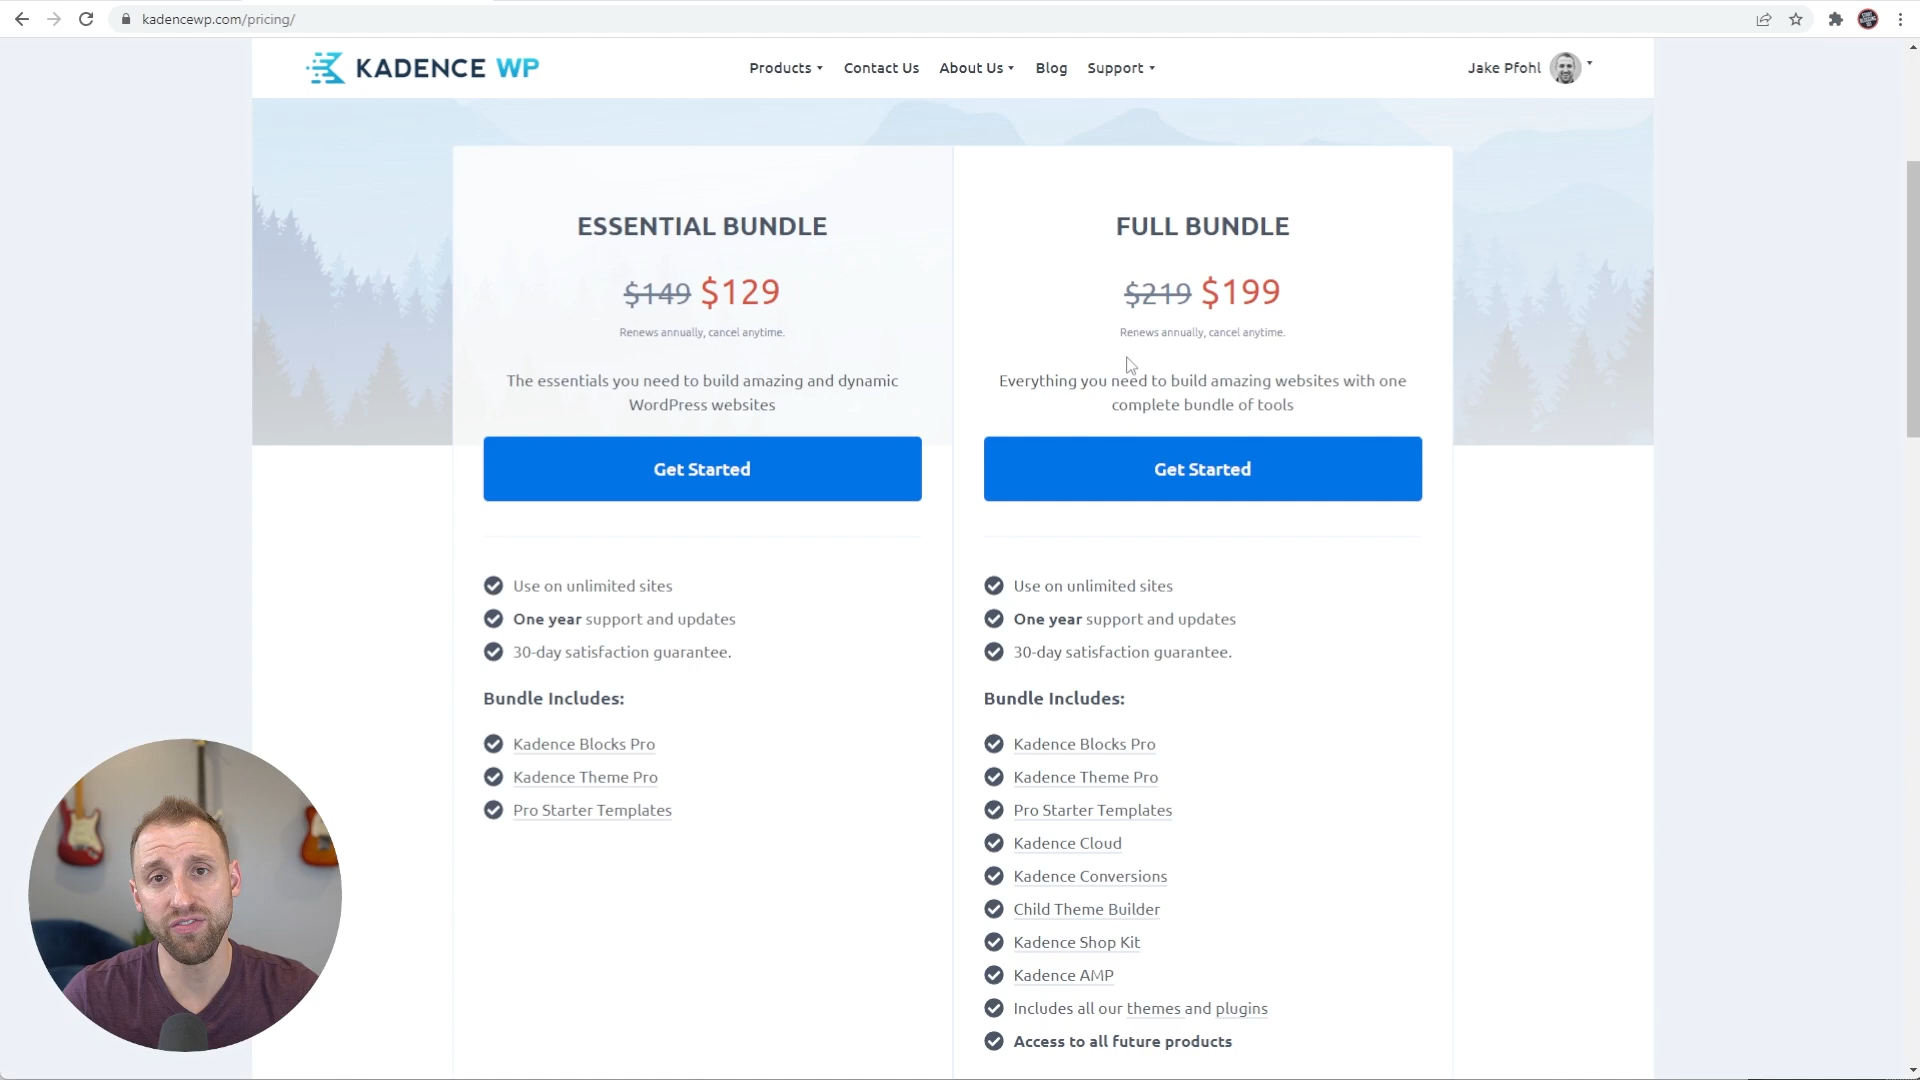 kadencewp.com/pricing/
KADENCE WP
Products
Contact Us
About Us
Blog
Support
Jake Pfohl
ESSENTIAL BUNDLE
$149 $129
Renews annually, cancel anytime.
The essentials you need to build amazing and dynamic
WordPress websites
Get Started
Use on unlimited sites
One year support and updates
30-day satisfaction guarantee.
Bundle Includes:
Kadence Blocks Pro
Kadence Theme Pro
Pro Starter Templates
FULL BUNDLE
$219 $199
Renews annually, cancel anytime.
Everything you need to build amazing websites with one
complete bundle of tools
Get Started
Use on unlimited sites
One year support and updates
30-day satisfaction guarantee.
Bundle Includes:
Kadence Blocks Pro
Kadence Theme Pro
Pro Starter Templates
Kadence Cloud
Kadence Conversions
Child Theme Builder
Kadence Shop Kit
Kadence AMP
Includes all our themes and plugins
Access to all future products